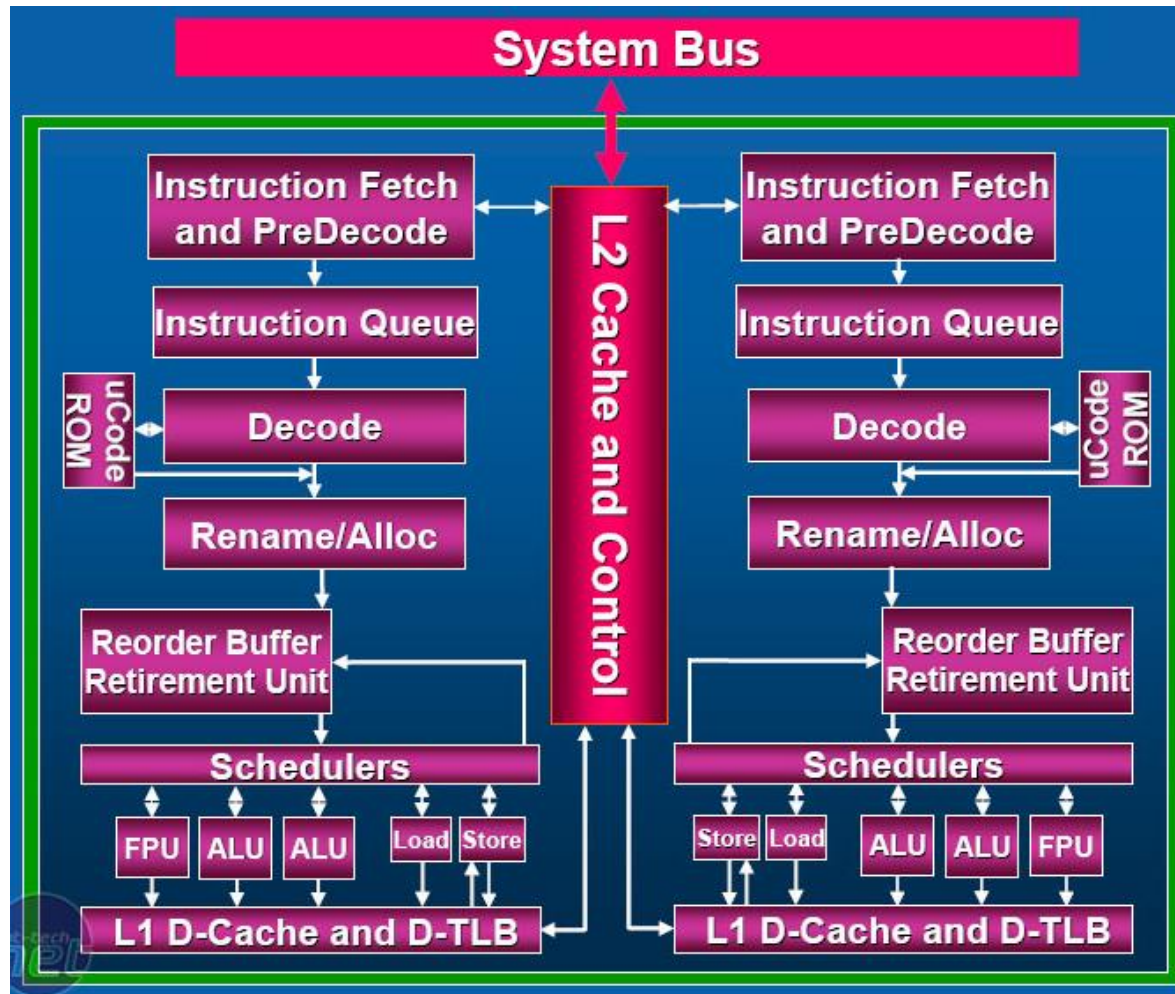 System Bus
Instruction Fetch
and PreDecode
Instruction Queue
uCode
ROM
Decode
Rename/Alloc
Reorder Buffer
Retirement Unit
Schedulers
FPU
ALU
ALU
Load
Store
L1 D-Cache and D-TLB
L2 Cache and Control
Instruction Fetch
and PreDecode
Instruction Queue
Decode
uCode
ROM
Rename/Alloc
Reorder Buffer
Retirement Unit
Schedulers
Store
Load
ALU
ALU
FPU
L1 D-Cache and D-TLB
net